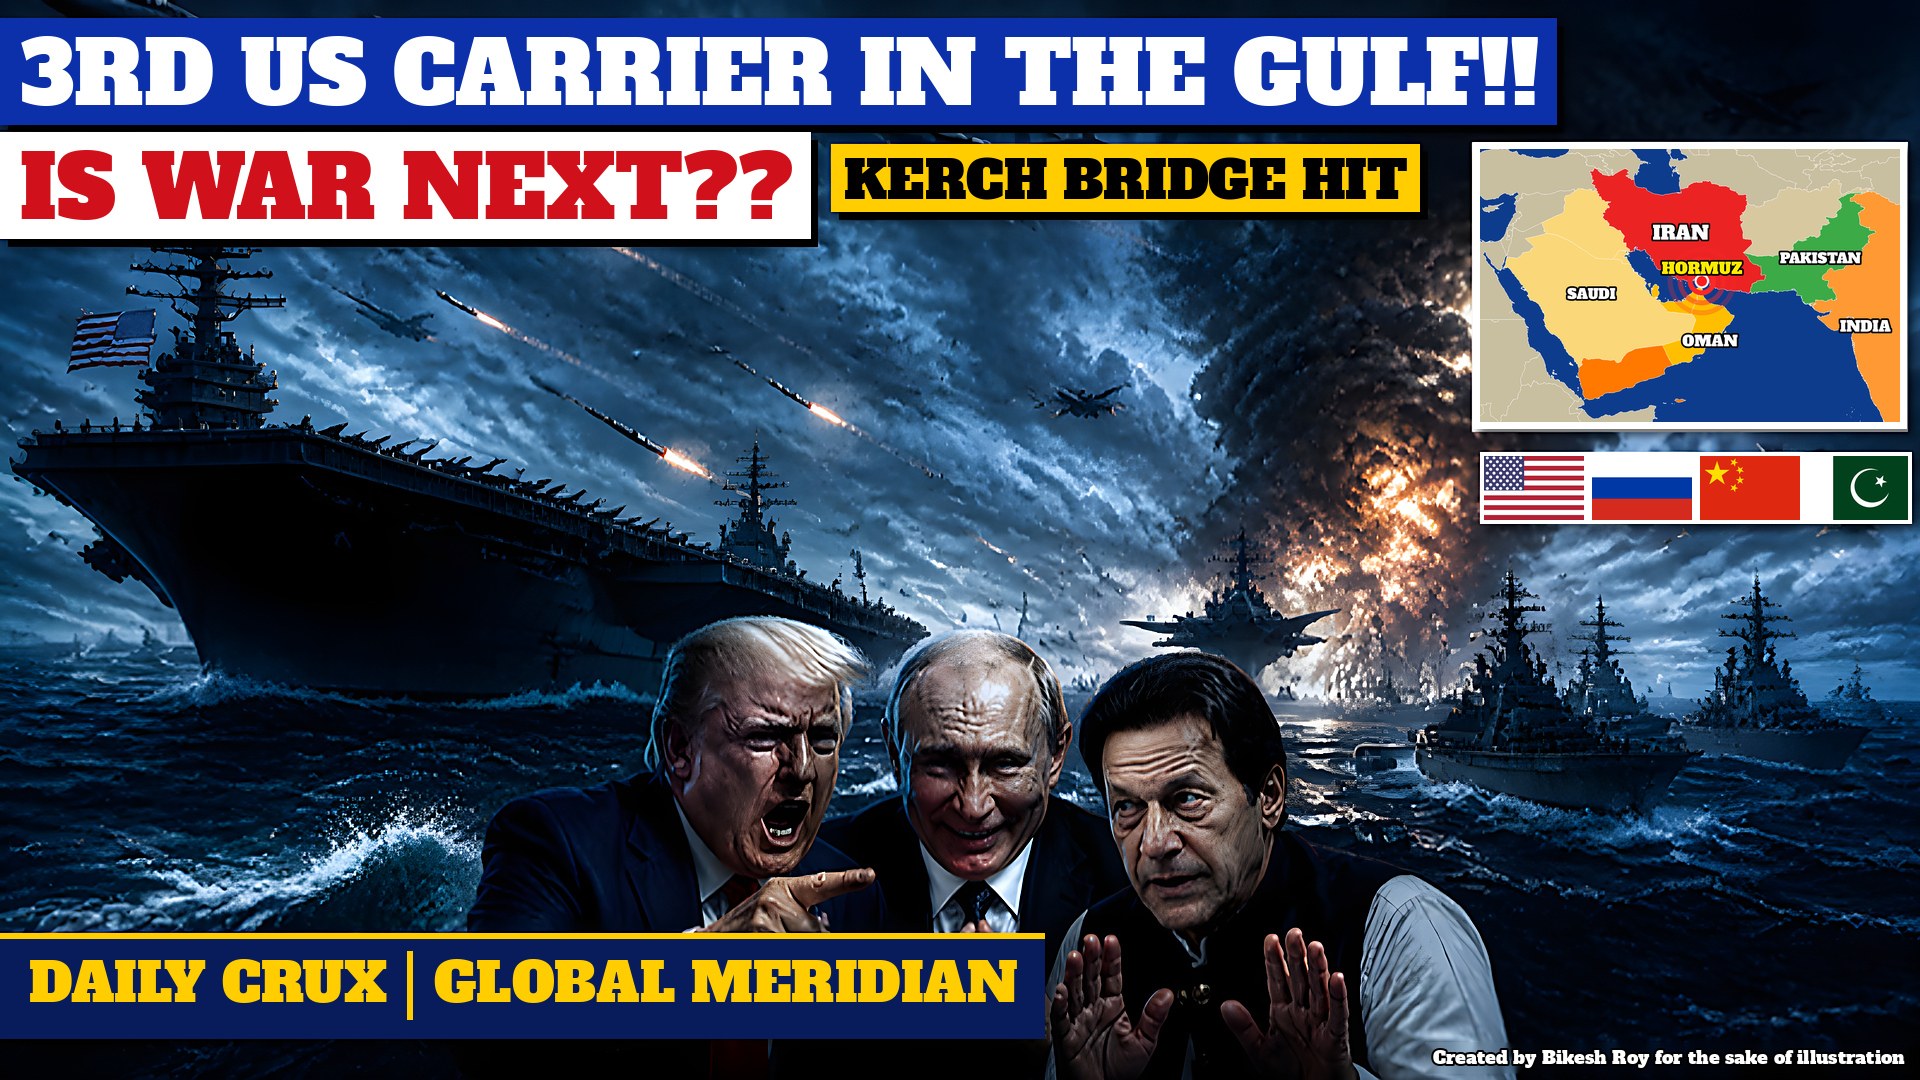 3RD US CARRIER IN THE GULF!!
IS WAR NEXT??
KERCH BRIDGE HIT
IRAN
HORMUZ
PAKISTAN
SAUDI
INDIA
OMAN
DAILY CRUX | GLOBAL MERIDIAN
Created by Bikesh Roy for the sake of illustration